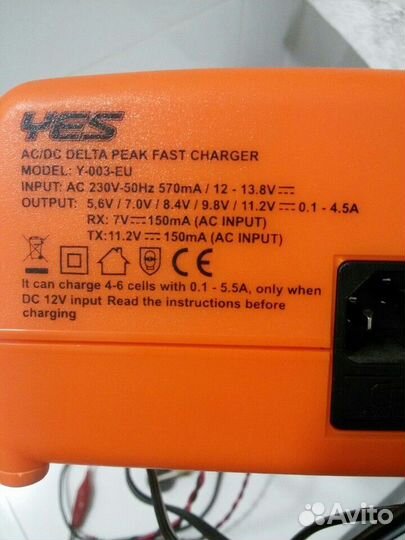 YES
AC/DC DELTA PEAK FAST CHARGER
MODEL: Y-003-EU
INPUT: AC 230V-50Hz 570mA / 12 - 13.8V⎓
OUTPUT: 5,6V / 7.0V / 8.4V / 9.8V / 11.2V⎓0.1 - 4.5A
RX: 7V⎓150mA (AC INPUT)
TX:11.2V⎓150mA (AC INPUT)
CE
It can charge 4-6 cells with 0.1 - 5.5A, only when
DC 12V input Read the instructions before
charging
Avito